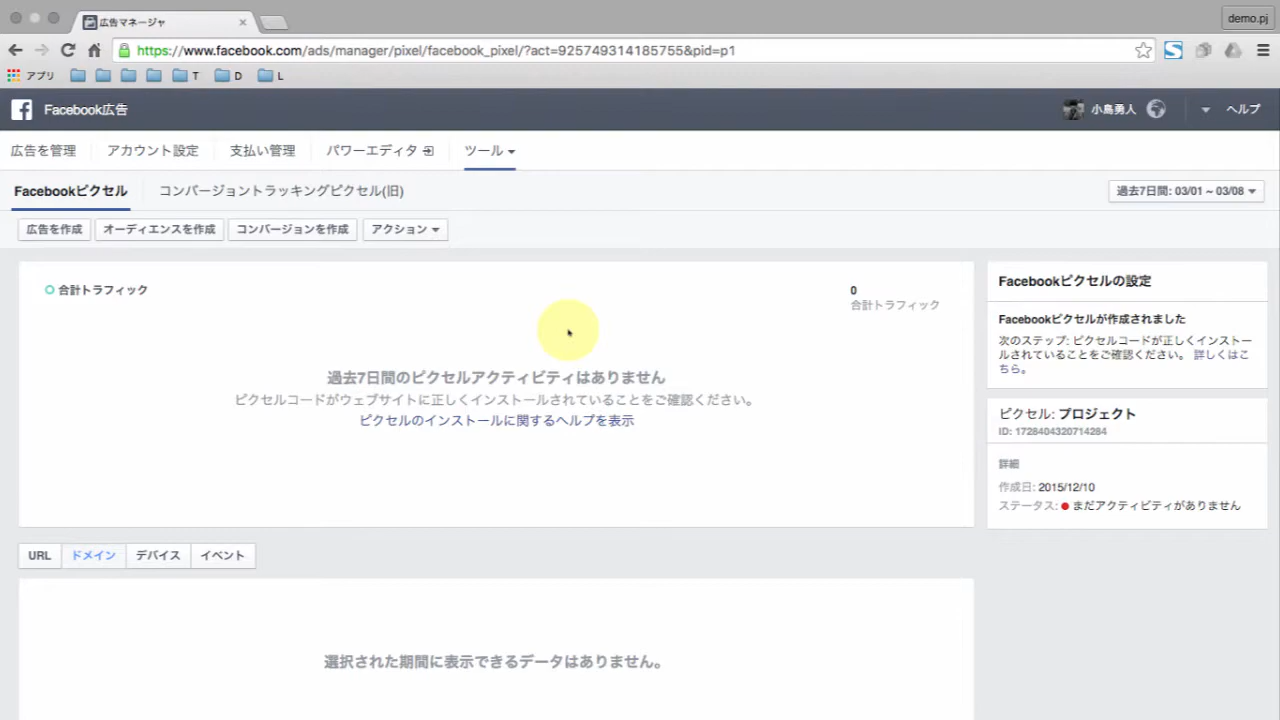 広告マネージャ
demo.pj
https://www.facebook.com/ads/manager/pixel/facebook_pixel/?act=925749314185755&pid=p1
アプリ
T
D
L
Facebook広告
小島勇人
ヘルプ
広告を管理
アカウント設定
支払い管理
パワーエディタ
ツール
Facebookピクセル
コンバージョントラッキングピクセル(旧)
過去7日間: 03/01 ~ 03/08
広告を作成
オーディエンスを作成
コンバージョンを作成
アクション
合計トラフィック
0
合計トラフィック
過去7日間のピクセルアクティビティはありません
ピクセルコードがウェブサイトに正しくインストールされていることをご確認ください。
ピクセルのインストールに関するヘルプを表示
Facebookピクセルの設定
Facebookピクセルが作成されました
次のステップ: ピクセルコードが正しくインストー
ルされていることをご確認ください。 詳しくはこ
ちら。
ピクセル: プロジェクト
ID: 1728404320714284
詳細
作成日: 2015/12/10
ステータス: まだアクティビティがありません
URL
ドメイン
デバイス
イベント
選択された期間に表示できるデータはありません。